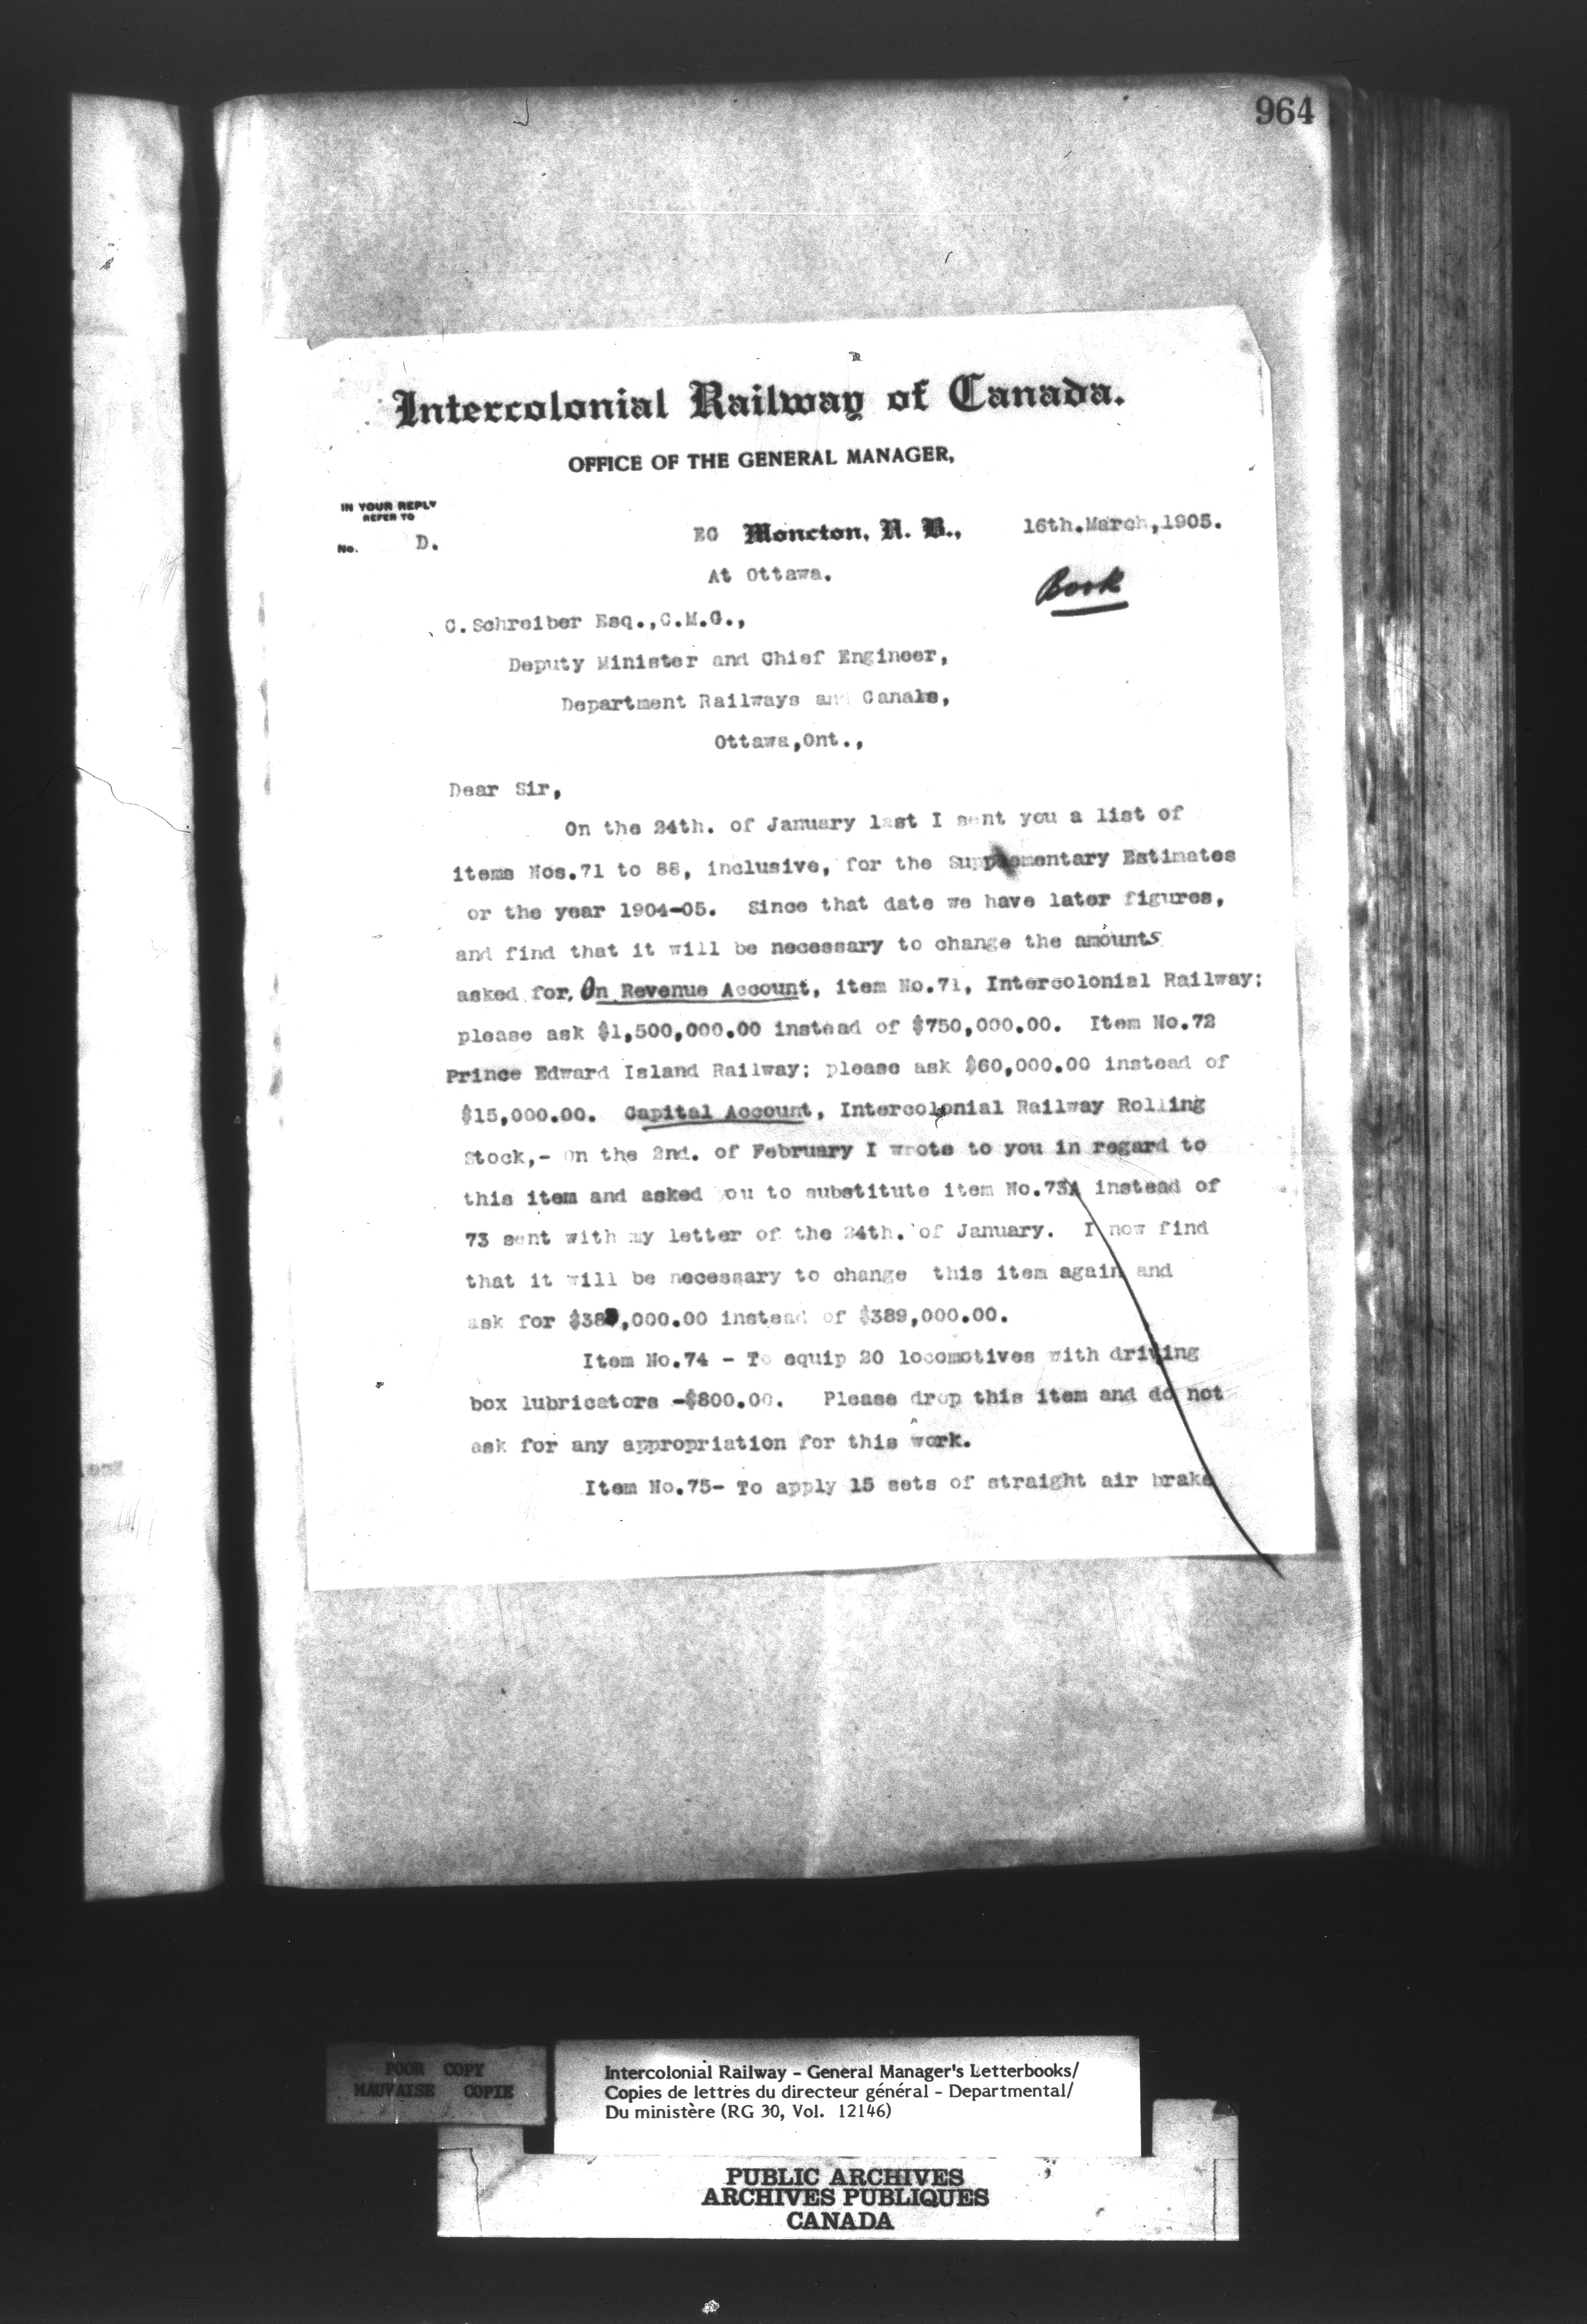 964
Intercolonial Railway of Canada.
OFFICE OF THE GENERAL MANAGER,
IN YOUR REPLY
REFER TO
No. D.
EG Moncton, N. B., 16th.March,1905.
At Ottawa.
Book
C.Schreiber Esq.,C.M.G.,
Deputy Minister and Chief Engineer,
Department Railways and Canals,
Ottawa,Ont.,
Dear Sir,
On the 24th. of January last I sent you a list of
items Nos.71 to 88, inclusive, for the Supplementary Estimates
or the year 1904-05. Since that date we have later figures,
and find that it will be necessary to change the amounts
asked for. On Revenue Account, item No.71, Intercolonial Railway:
please ask $1,500,000.00 instead of $750,000.00. Item No.72
Prince Edward Island Railway: please ask $60,000.00 instead of
$15,000.00. Capital Account, Intercolonial Railway Rolling
Stock,- On the 2nd. of February I wrote to you in regard to
this item and asked you to substitute item No.73A instead of
73 sent with my letter of the 24th. of January. I now find
that it will be necessary to change this item again and
ask for instead of $389,000.00.
Item No.74 - To equip 20 locomotives with driving
box lubricators -$800.00. Please drop this item and do not
ask for any appropriation for this work.
Item No.75- To apply 15 sets of straight air brake
POOR COPY
MAUVAISE COPIE
Intercolonial Railway - General Manager's Letterbooks/
Copies de lettres du directeur général - Departmental/
Du ministère (RG 30, Vol. 12146)
PUBLIC ARCHIVES
ARCHIVES PUBLIQUES
CANADA